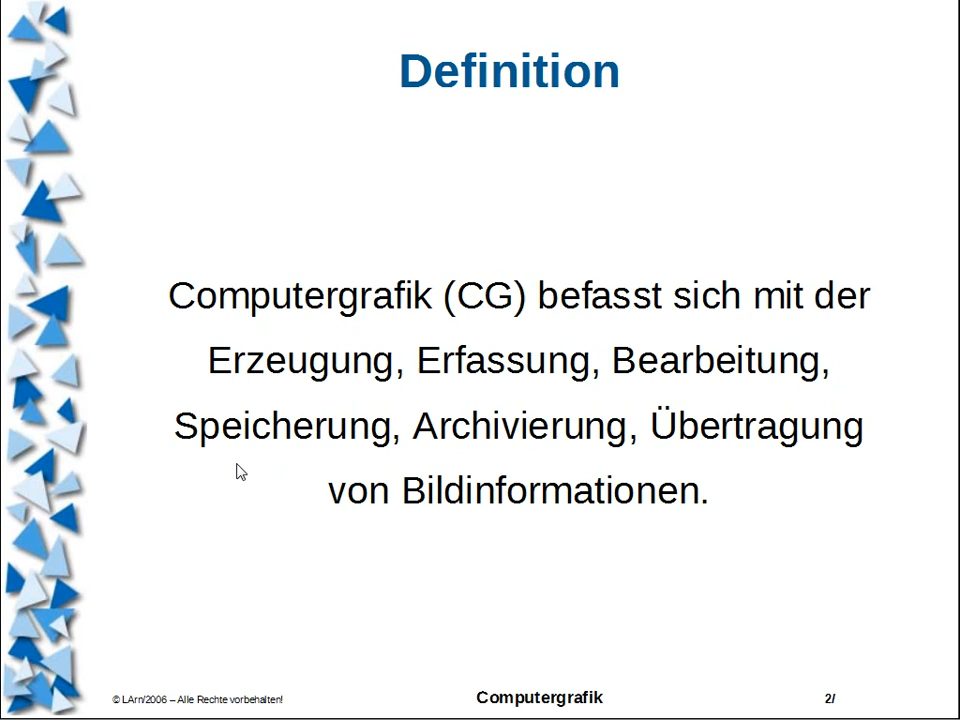 Definition
Computergrafik (CG) befasst sich mit der
Erzeugung, Erfassung, Bearbeitung,
Speicherung, Archivierung, Übertragung
von Bildinformationen.
© LArn/2006 – Alle Rechte vorbehalten! Computergrafik 2/